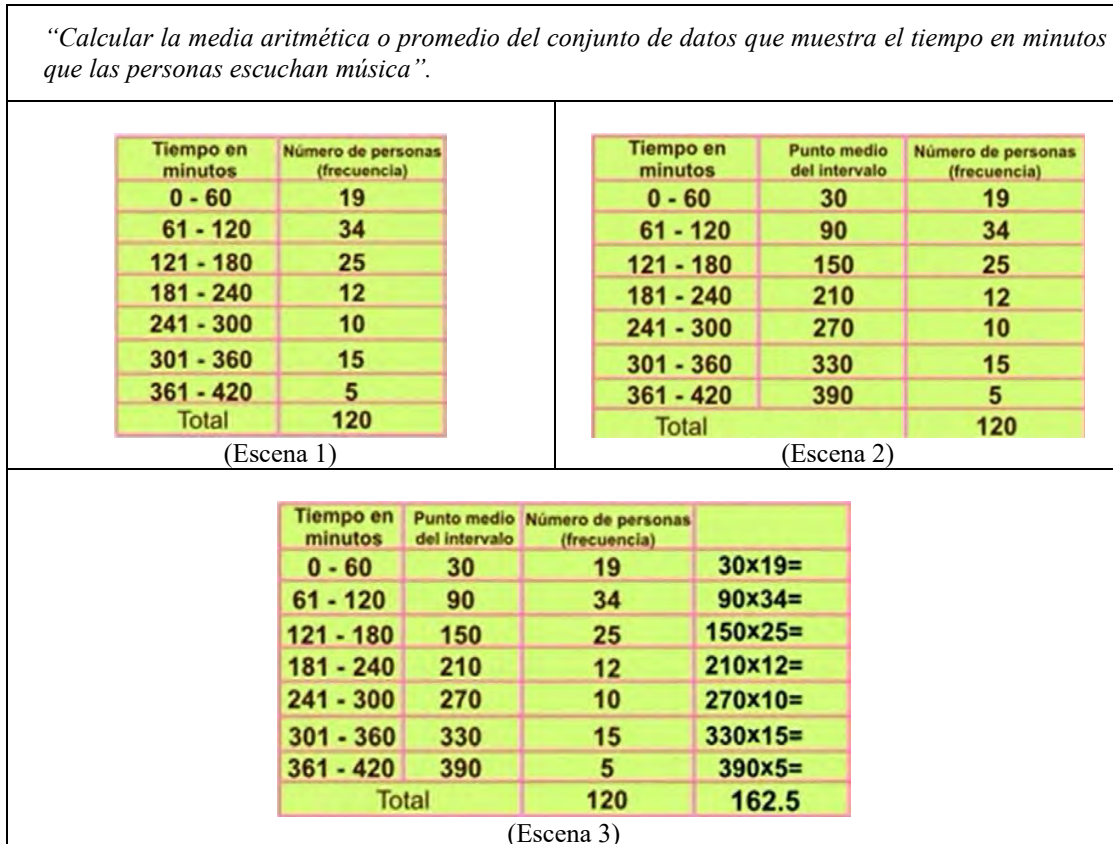 “Calcular la media aritmética o promedio del conjunto de datos que muestra el tiempo en minutos
que las personas escuchan música”.
Tiempo en minutos Número de personas (frecuencia)
0 - 60 19
61 - 120 34
121 - 180 25
181 - 240 12
241 - 300 10
301 - 360 15
361 - 420 5
Total 120
(Escena 1)
Tiempo en minutos Punto medio del intervalo Número de personas (frecuencia)
0 - 60 30 19
61 - 120 90 34
121 - 180 150 25
181 - 240 210 12
241 - 300 270 10
301 - 360 330 15
361 - 420 390 5
Total 120
(Escena 2)
Tiempo en minutos Punto medio del intervalo Número de personas (frecuencia)
0 - 60 30 19 30x19=
61 - 120 90 34 90x34=
121 - 180 150 25 150x25=
181 - 240 210 12 210x12=
241 - 300 270 10 270x10=
301 - 360 330 15 330x15=
361 - 420 390 5 390x5=
Total 120 162.5
(Escena 3)